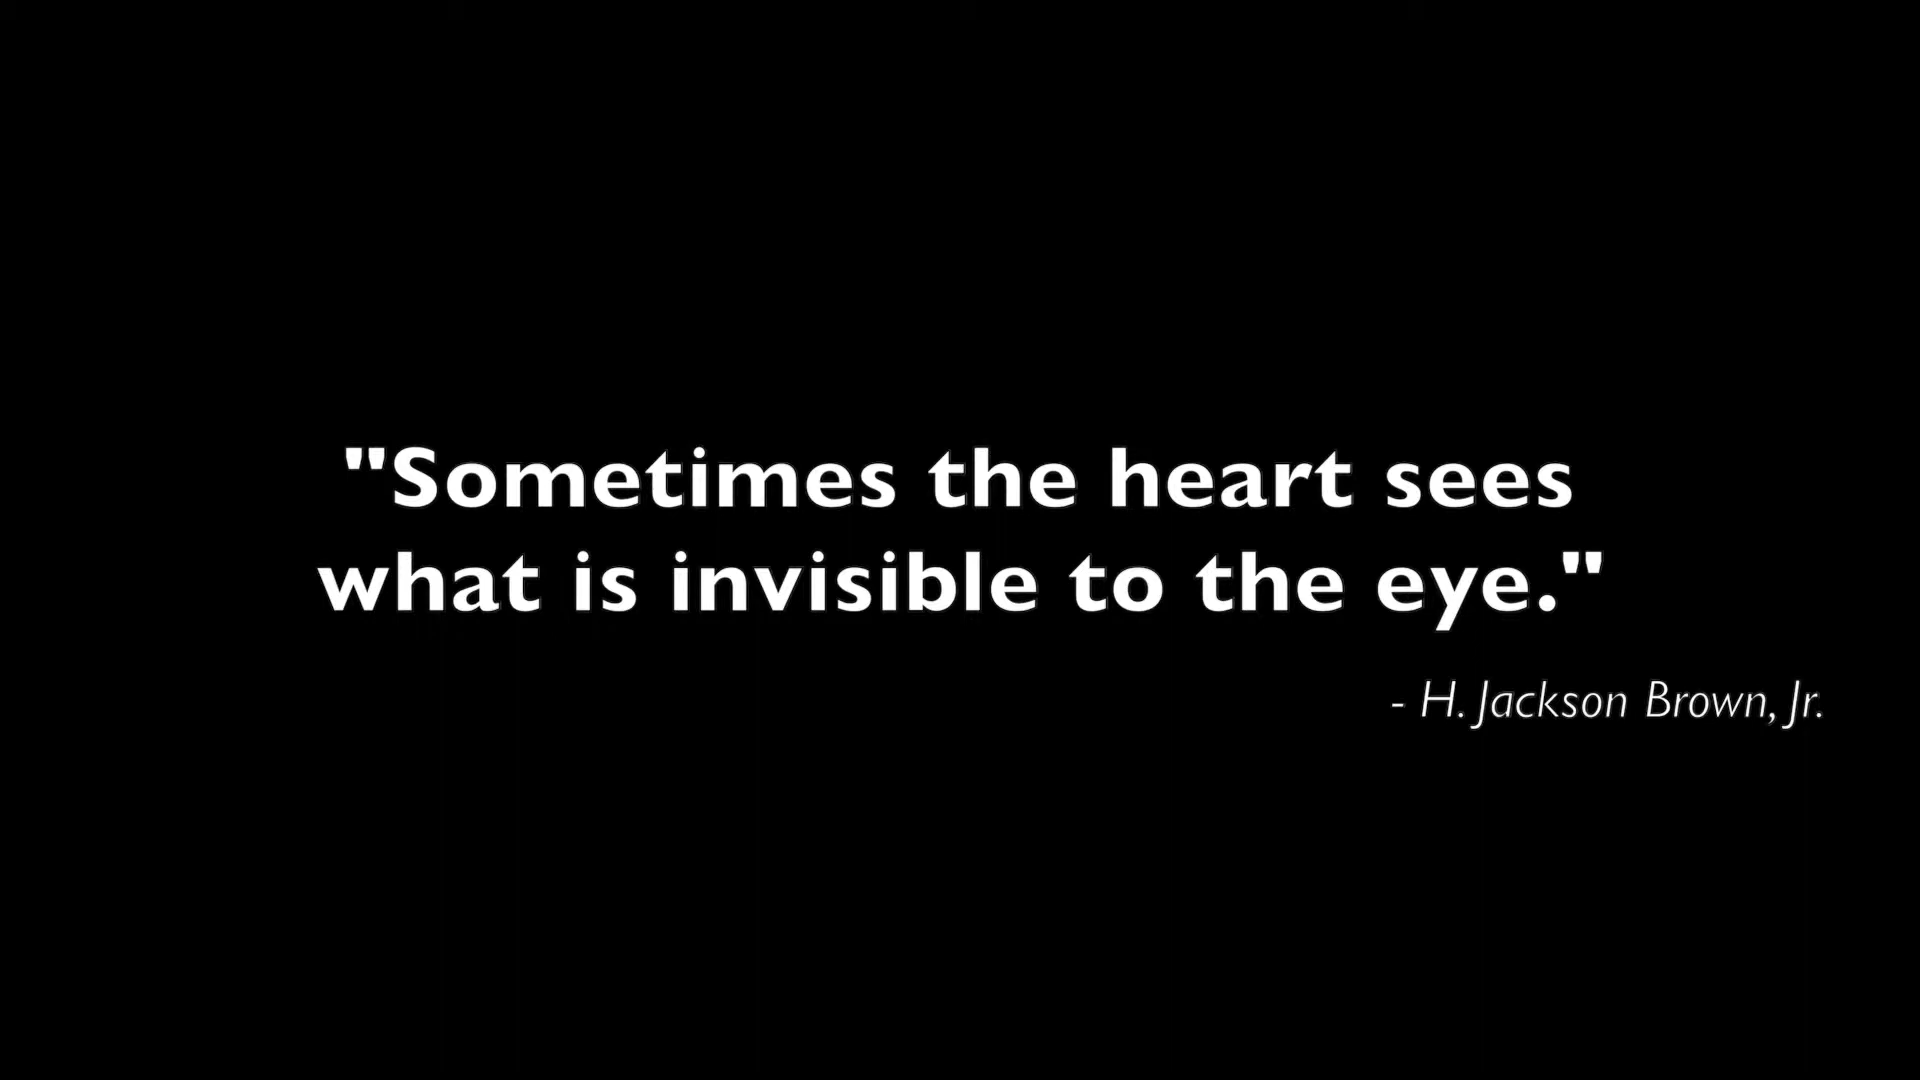 "Sometimes the heart sees
what is invisible to the eye."
- H. Jackson Brown, Jr.